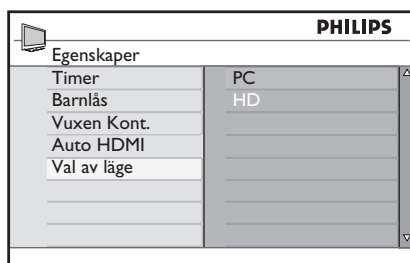 PHILIPS
Egenskaper
Timer
PC
Barnlås
HD
Vuxen Kont.
Auto HDMI
Val av läge